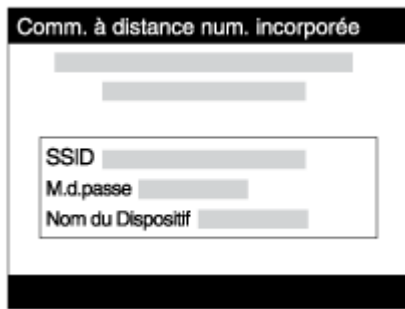 Comm. à distance num. incorporée
SSID
M.d.passe
Nom du Dispositif